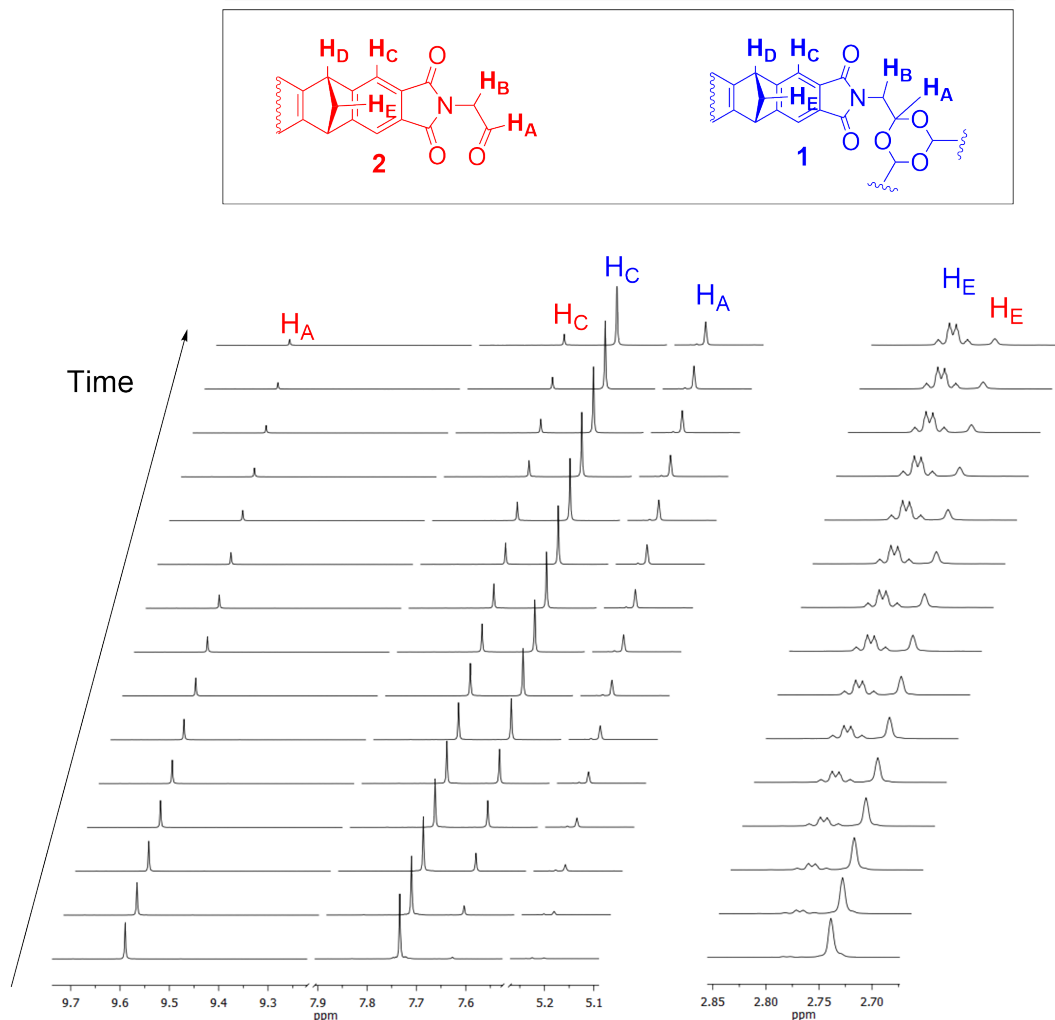 H_D H_C O
H_B
N
H_E H_A
O O
2
H_D H_C O
H_B
N H_A
H_E
O O
O O
1
H_C
H_A
H_C
H_A
H_E
H_E
Time
9.7 9.6 9.5 9.4 9.3 7.9 7.8 7.7 7.6 5.2 5.1 2.85 2.80 2.75 2.70
ppm ppm